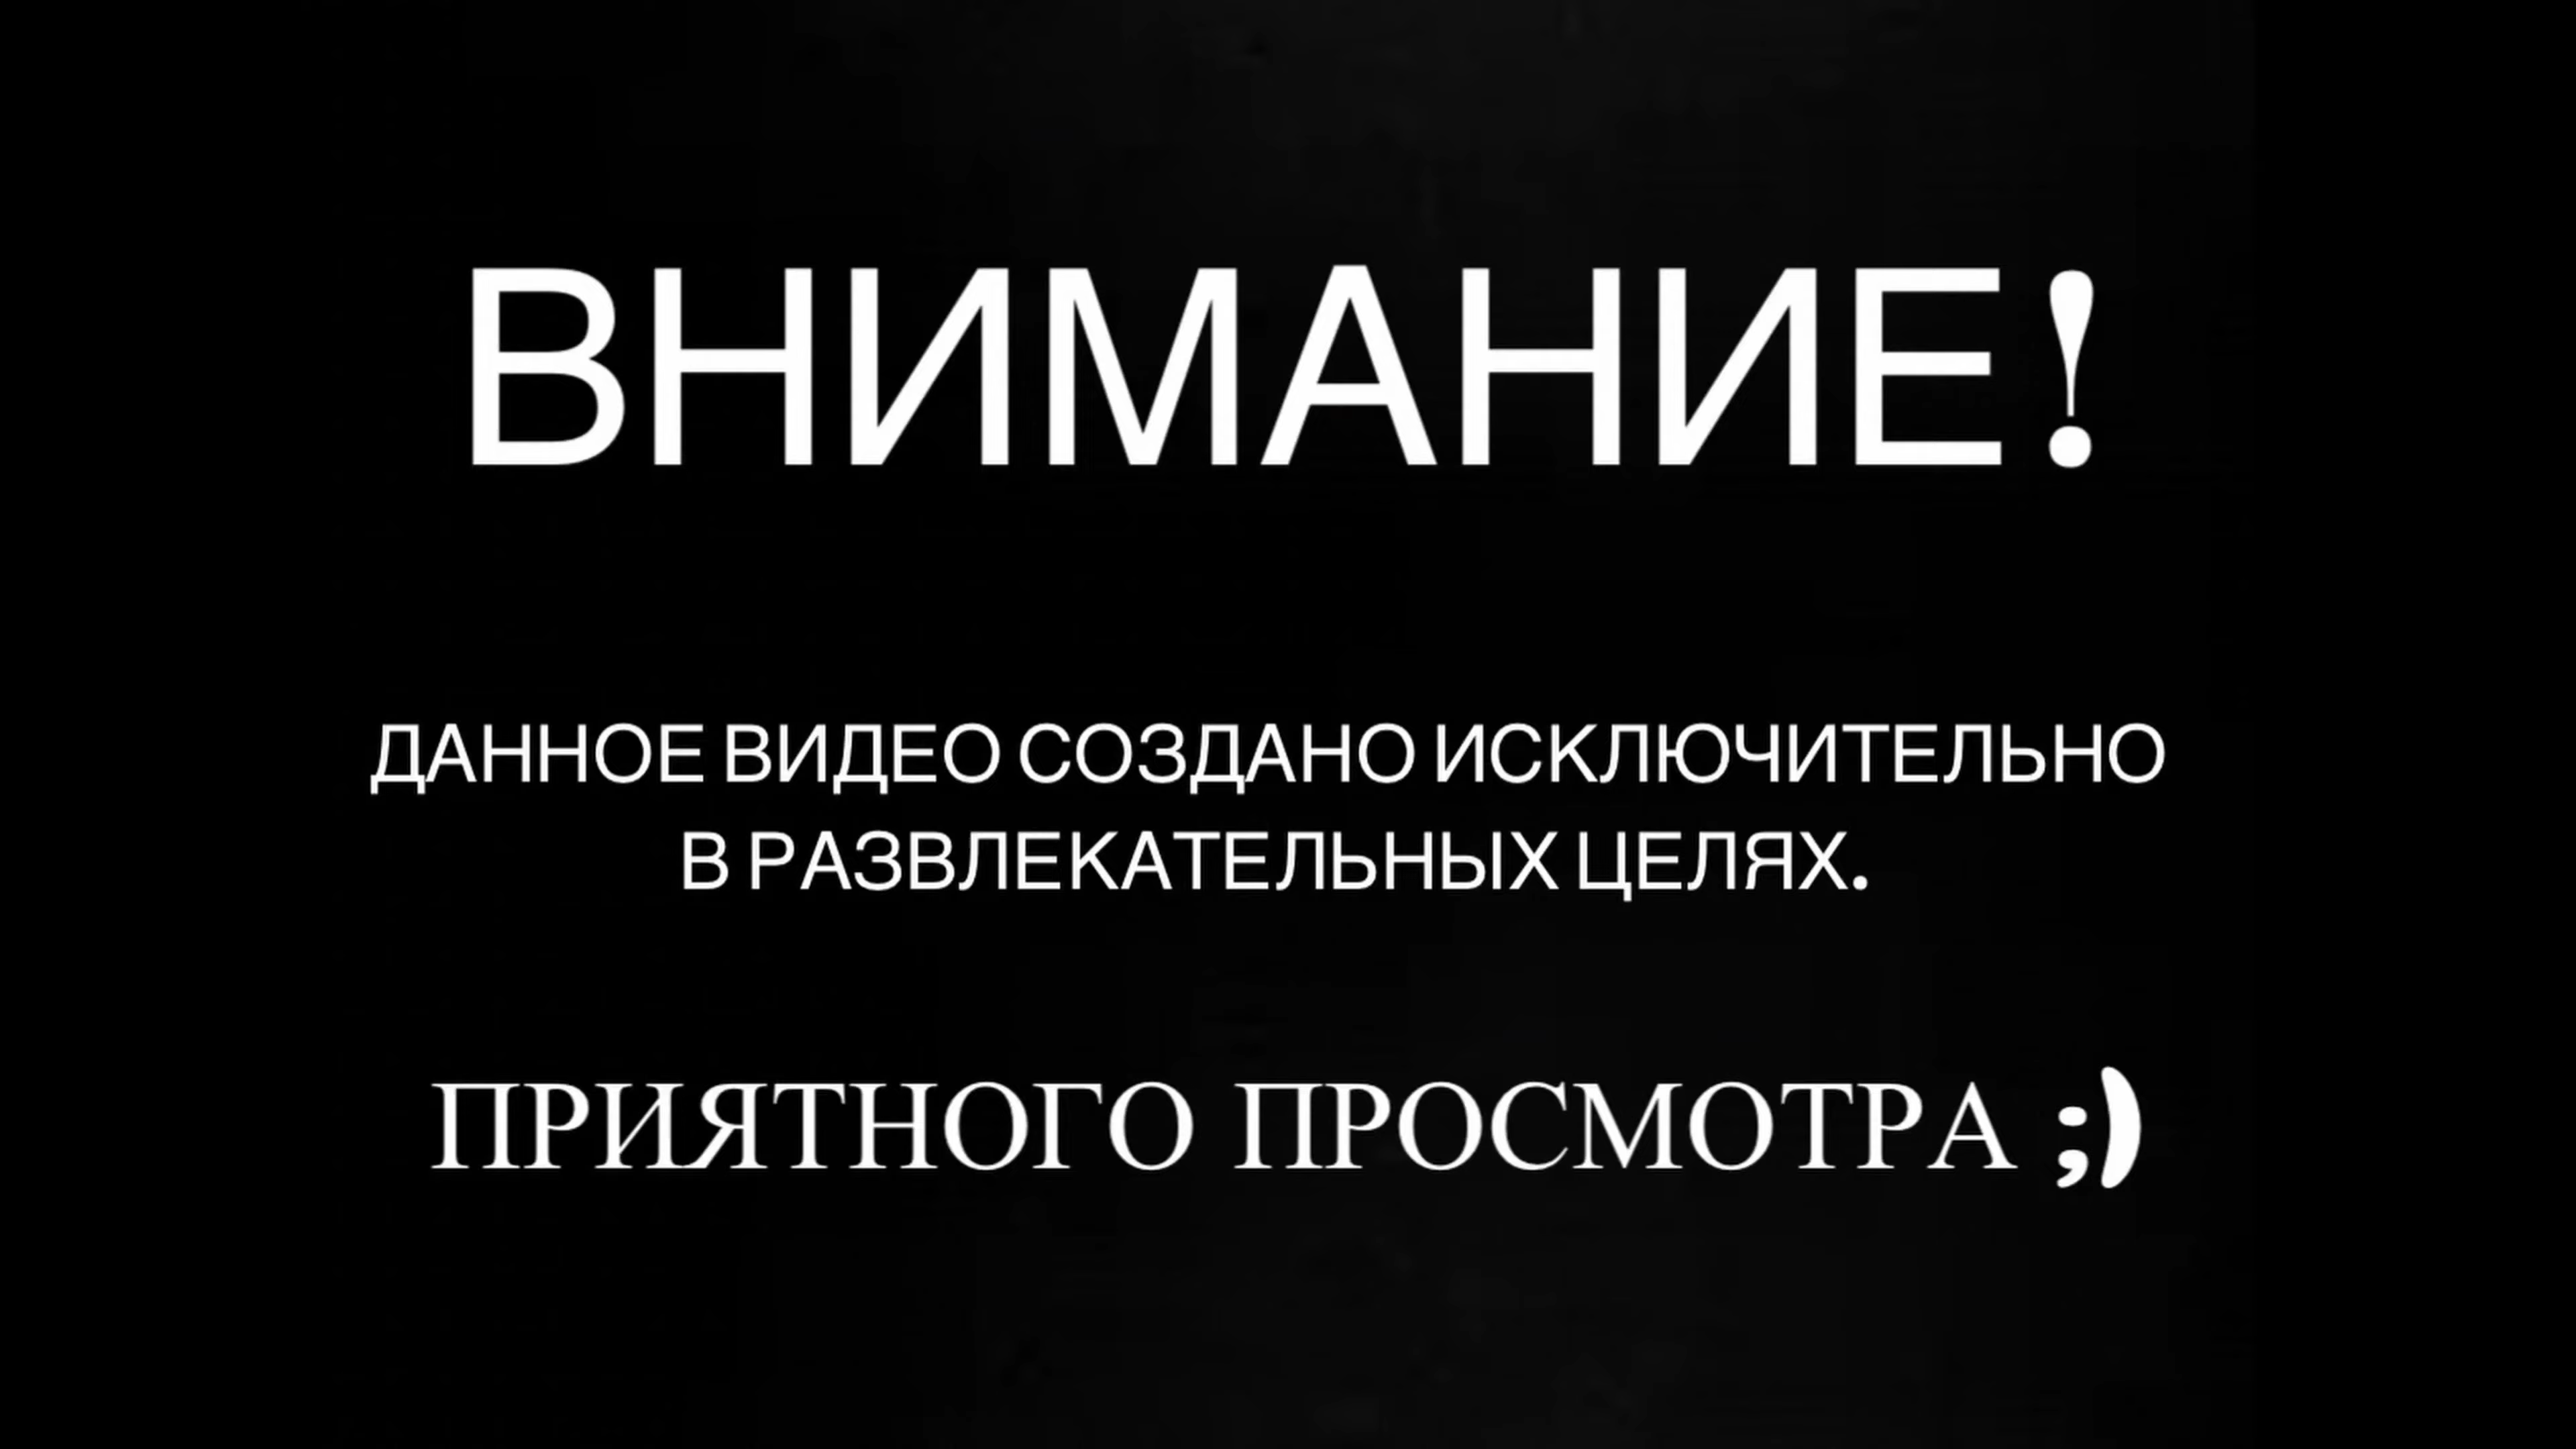 ВНИМАНИЕ!
ДАННОЕ ВИДЕО СОЗДАНО ИСКЛЮЧИТЕЛЬНО
В РАЗВЛЕКАТЕЛЬНЫХ ЦЕЛЯХ.
ПРИЯТНОГО ПРОСМОТРА ;)